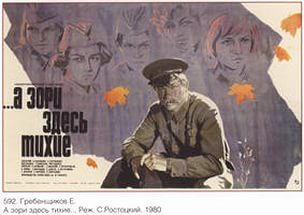 ...а зори
здесь
тихие
592. Гребенщиков Е.
А зори здесь тихие... Реж. С.Ростоцкий. 1980